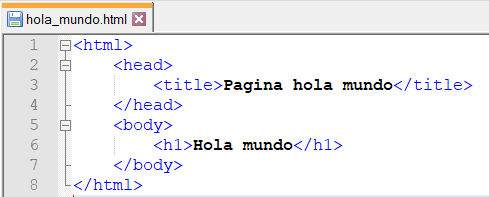 hola_mundo.html
1 <html>
2 <head>
3 <title>Pagina hola mundo</title>
4 </head>
5 <body>
6 <h1>Hola mundo</h1>
7 </body>
8 </html>